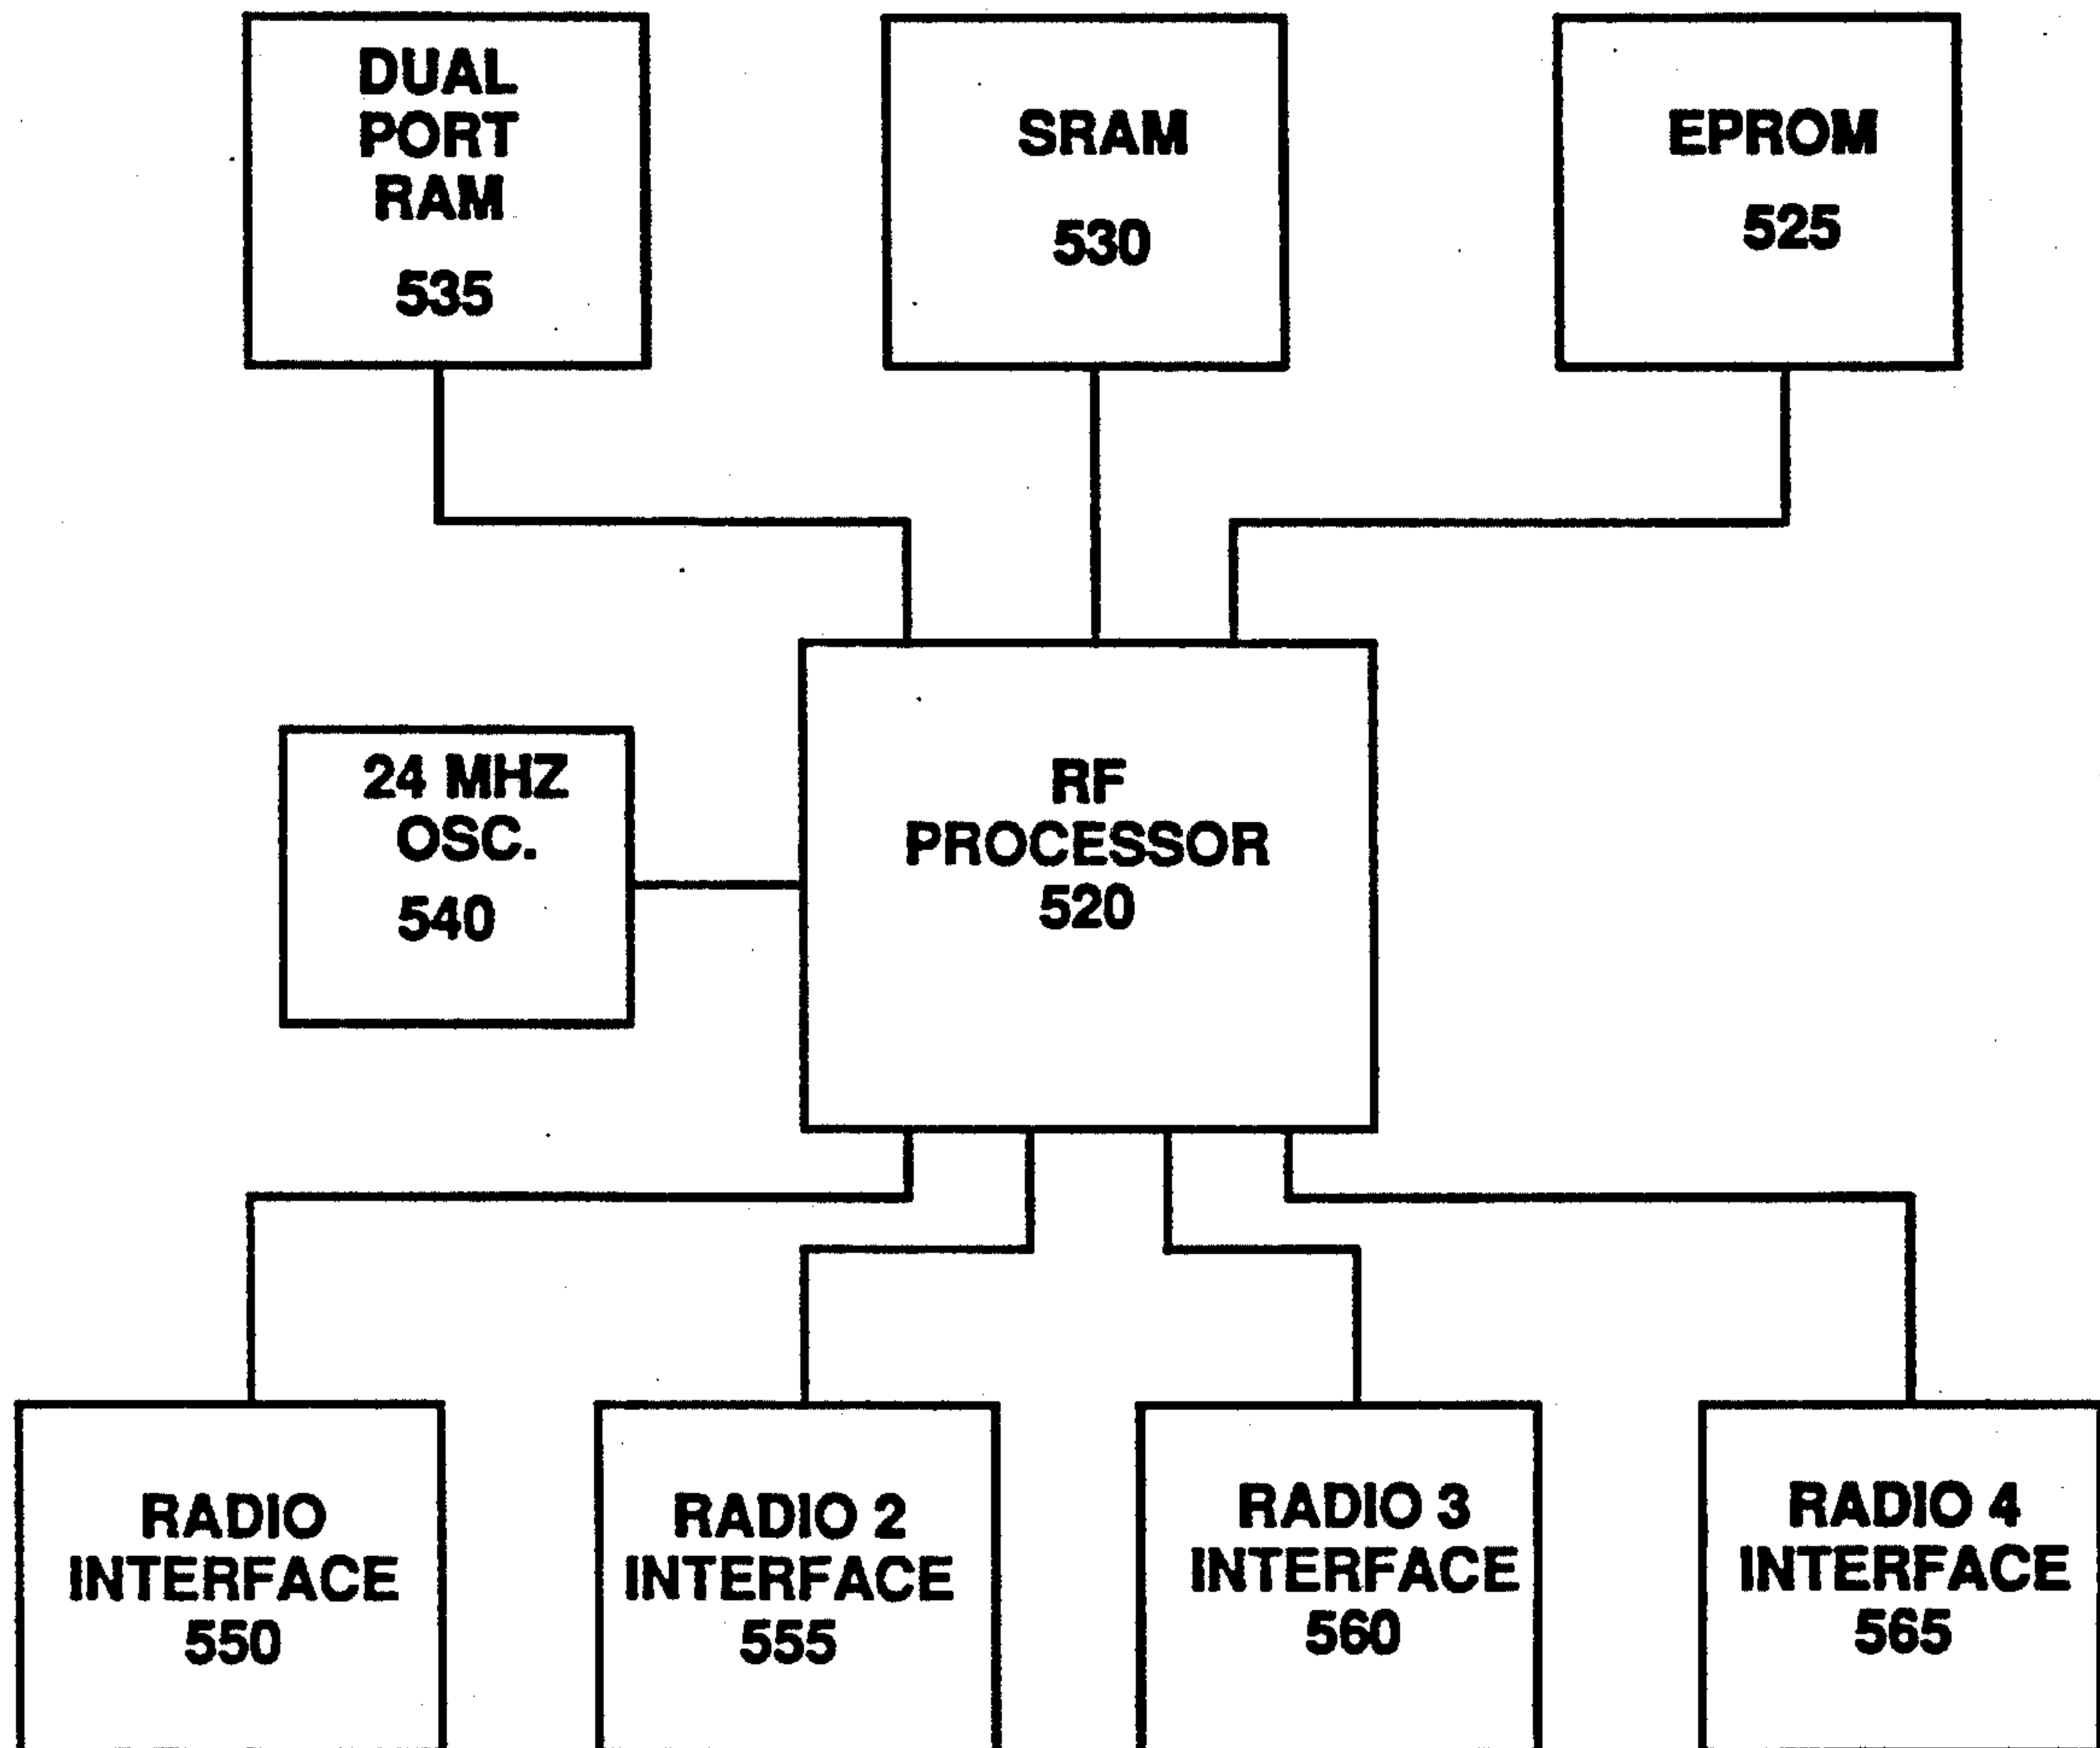 DUAL
PORT
RAM
535
SRAM
530
EPROM
525
24 MHZ
OSC.
540
RF
PROCESSOR
520
RADIO
INTERFACE
550
RADIO 2
INTERFACE
555
RADIO 3
INTERFACE
560
RADIO 4
INTERFACE
565